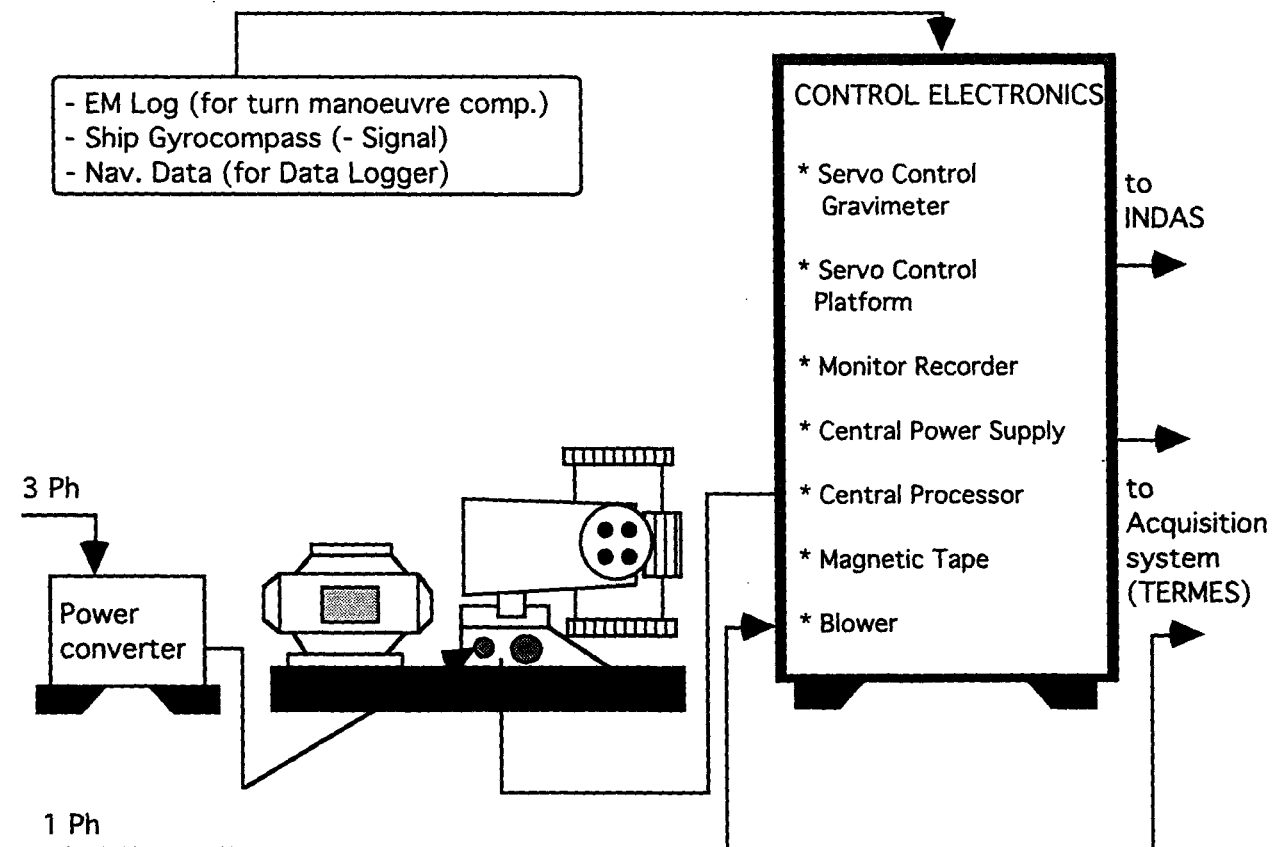 - EM Log (for turn manoeuvre comp.)
- Ship Gyrocompass (- Signal)
- Nav. Data (for Data Logger)
CONTROL ELECTRONICS
* Servo Control
Gravimeter
* Servo Control
Platform
* Monitor Recorder
* Central Power Supply
* Central Processor
* Magnetic Tape
* Blower
to
INDAS
to
Acquisition
system
(TERMES)
3 Ph
Power
converter
1 Ph